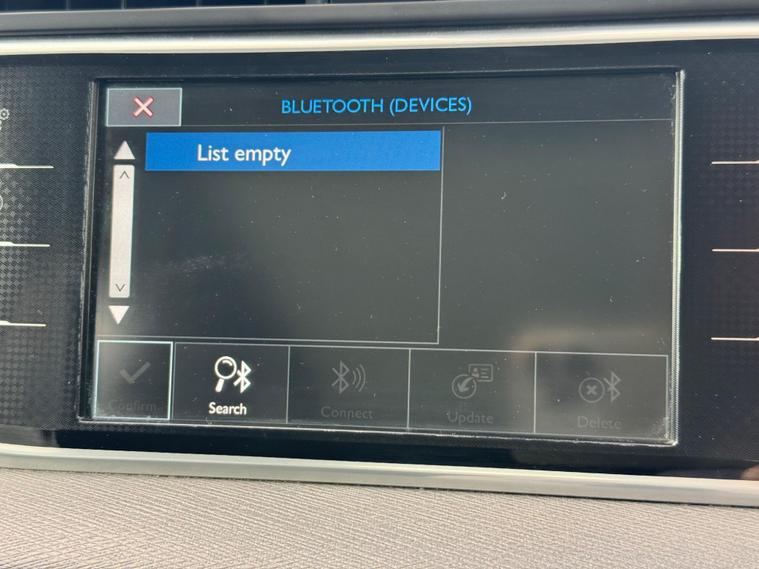 BLUETOOTH (DEVICES)
List empty
Confirm
Search
Connect
Update
Delete